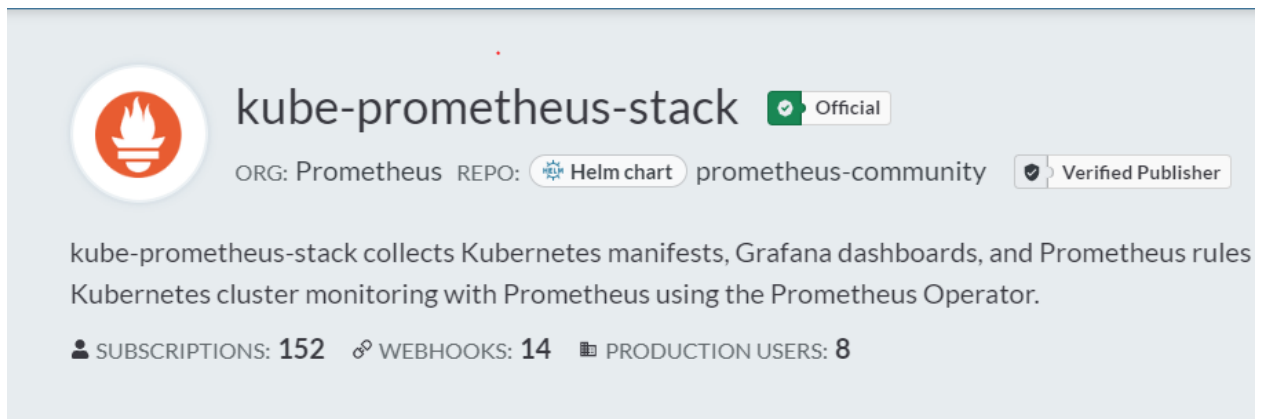 kube-prometheus-stack Official
ORG: Prometheus REPO: HELM Helm chart prometheus-community Verified Publisher
kube-prometheus-stack collects Kubernetes manifests, Grafana dashboards, and Prometheus rules
Kubernetes cluster monitoring with Prometheus using the Prometheus Operator.
SUBSCRIPTIONS: 152 WEBHOOKS: 14 PRODUCTION USERS: 8